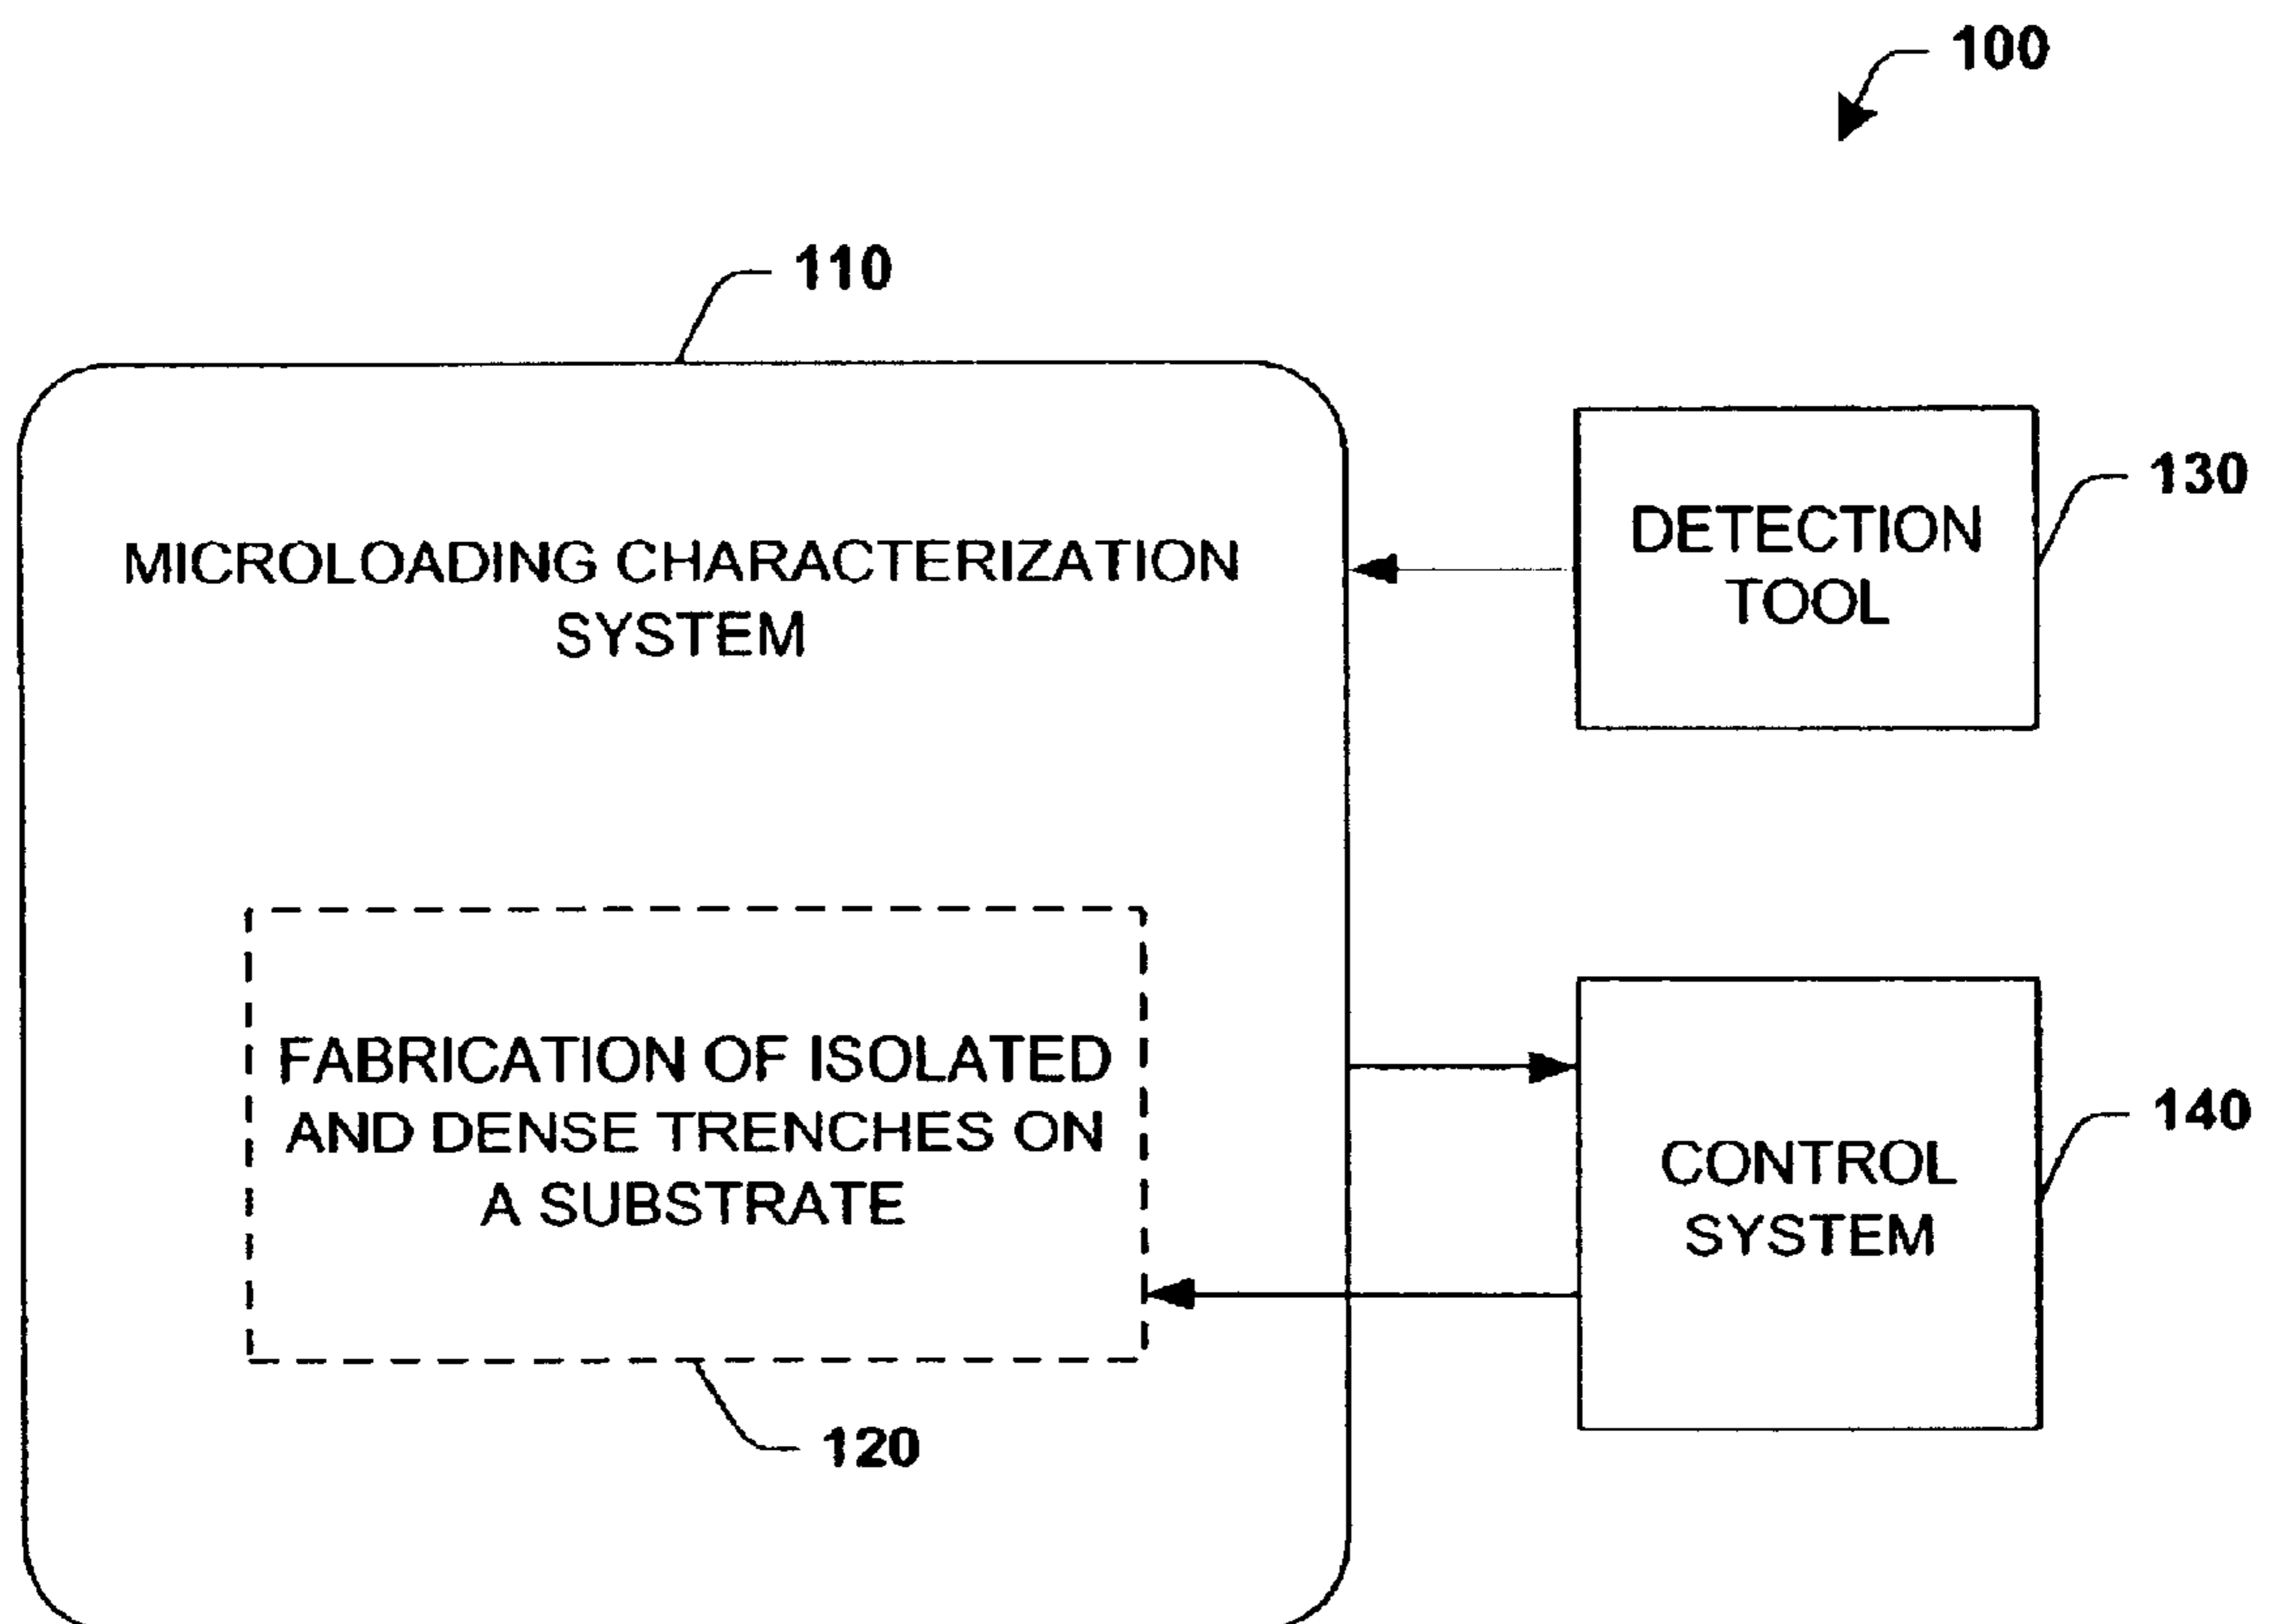 100
110
MICROLOADING CHARACTERIZATION
SYSTEM
DETECTION
TOOL
130
FABRICATION OF ISOLATED
AND DENSE TRENCHES ON
A SUBSTRATE
CONTROL
SYSTEM
140
120